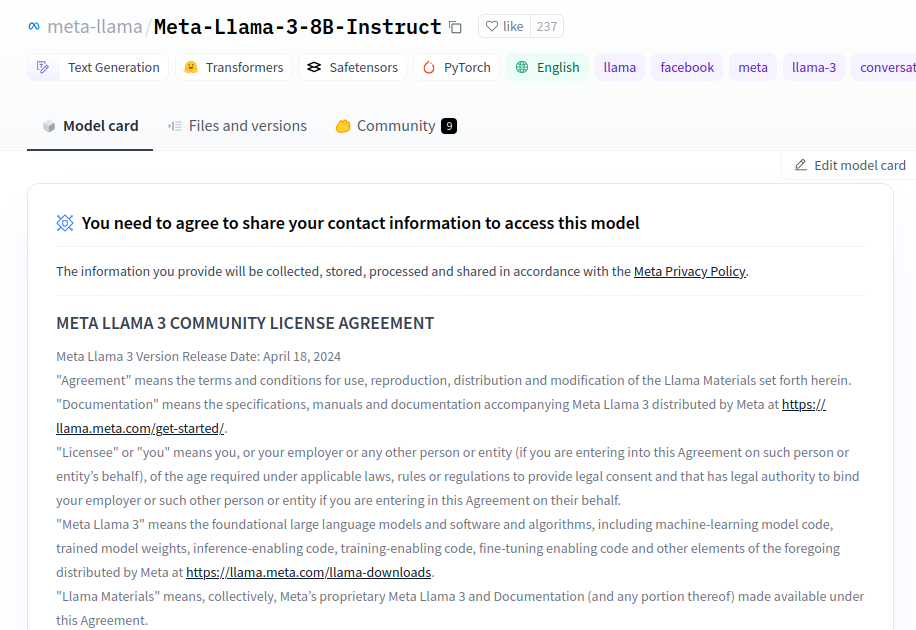 meta-llama/Meta-Llama-3-8B-Instruct like 237
Text Generation Transformers Safetensors PyTorch English llama facebook meta llama-3 conversat
Model card Files and versions Community 9
Edit model card
You need to agree to share your contact information to access this model
The information you provide will be collected, stored, processed and shared in accordance with the Meta Privacy Policy.
META LLAMA 3 COMMUNITY LICENSE AGREEMENT
Meta Llama 3 Version Release Date: April 18, 2024
"Agreement" means the terms and conditions for use, reproduction, distribution and modification of the Llama Materials set forth herein.
"Documentation" means the specifications, manuals and documentation accompanying Meta Llama 3 distributed by Meta at https://
llama.meta.com/get-started/.
"Licensee" or "you" means you, or your employer or any other person or entity (if you are entering into this Agreement on such person or
entity’s behalf), of the age required under applicable laws, rules or regulations to provide legal consent and that has legal authority to bind
your employer or such other person or entity if you are entering in this Agreement on their behalf.
"Meta Llama 3" means the foundational large language models and software and algorithms, including machine-learning model code,
trained model weights, inference-enabling code, training-enabling code, fine-tuning enabling code and other elements of the foregoing
distributed by Meta at https://llama.meta.com/llama-downloads.
"Llama Materials" means, collectively, Meta’s proprietary Meta Llama 3 and Documentation (and any portion thereof) made available under
this Agreement.